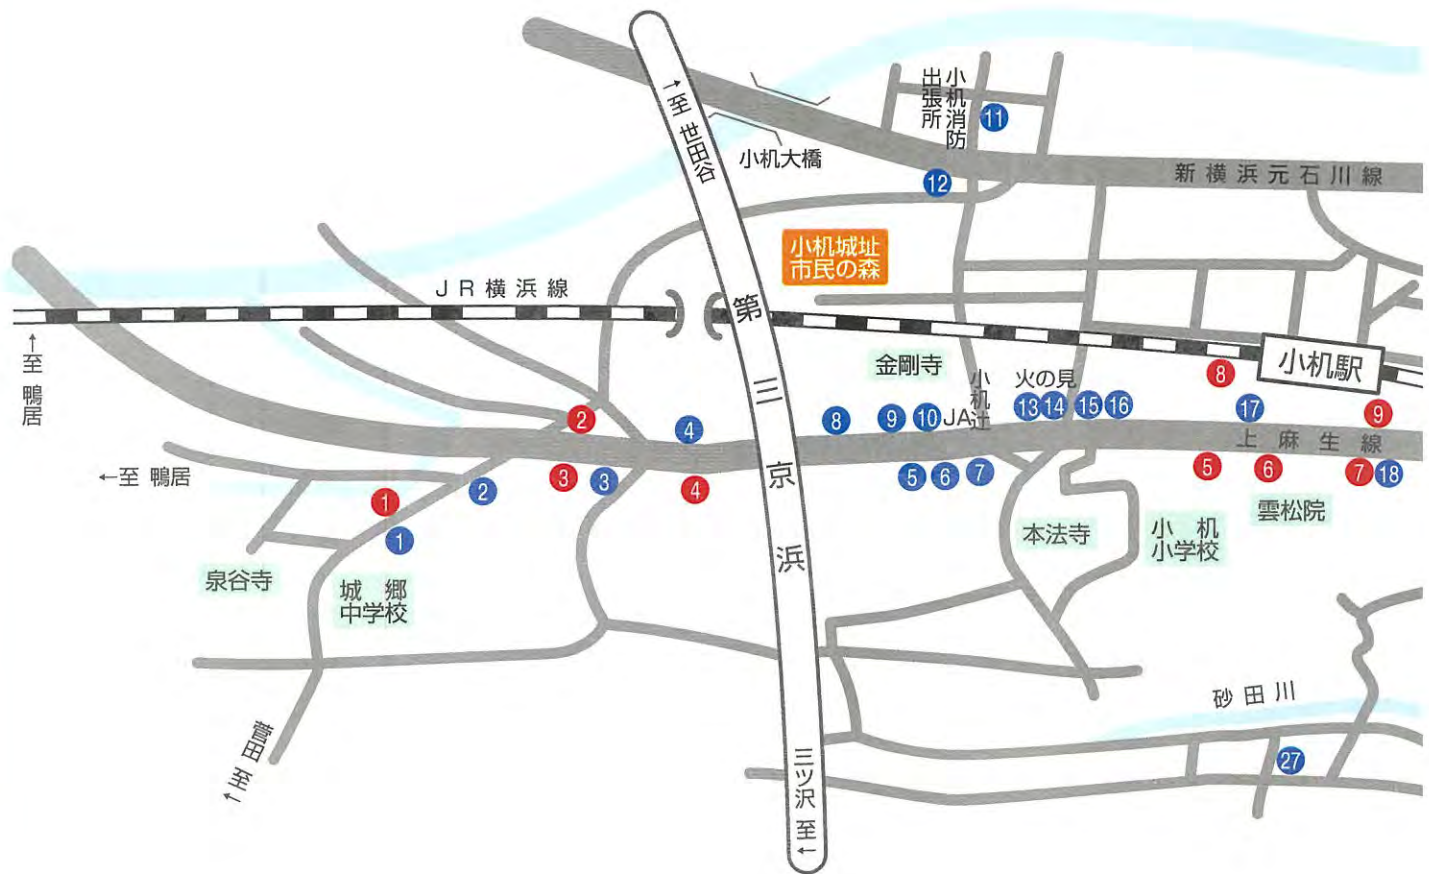 小机消防
出張所
11
↑至 世田谷
小机大橋
12
新横浜元石川線
小机城址
市民の森
JR横浜線
←至 鴨居
第三京浜
金剛寺
小机辻
火の見
小机駅
8
2
4
8
9
10
JA
13
14
15
16
17
9
上麻生線
←至 鴨居
1
2
3
3
4
5
6
7
5
6
7
18
1
雲松院
本法寺
小机
小学校
泉谷寺
城郷
中学校
砂田川
菅田 至→
27
三ツ沢 至→